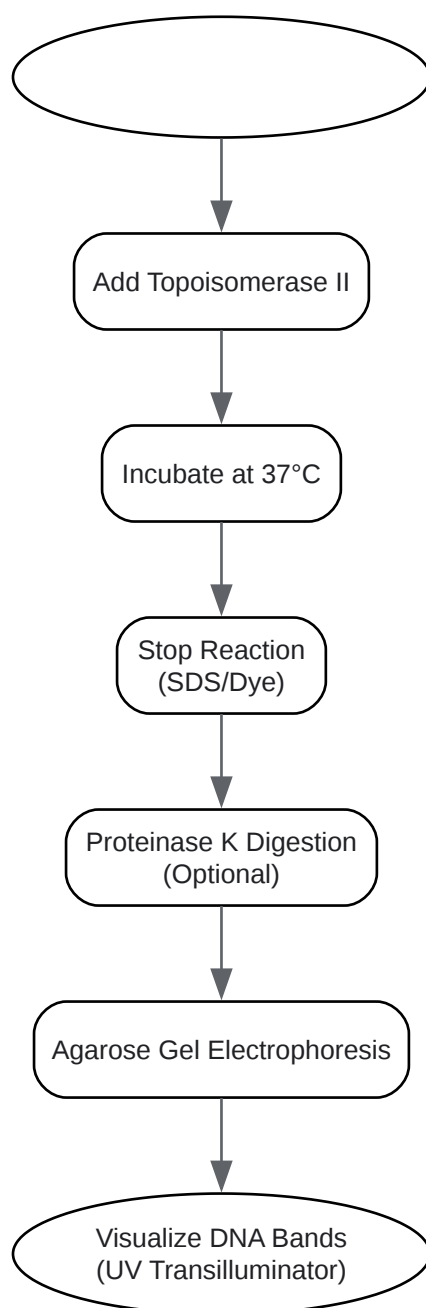 Add Topoisomerase II
Incubate at 37°C
Stop Reaction
(SDS/Dye)
Proteinase K Digestion
(Optional)
Agarose Gel Electrophoresis
Visualize DNA Bands
(UV Transilluminator)